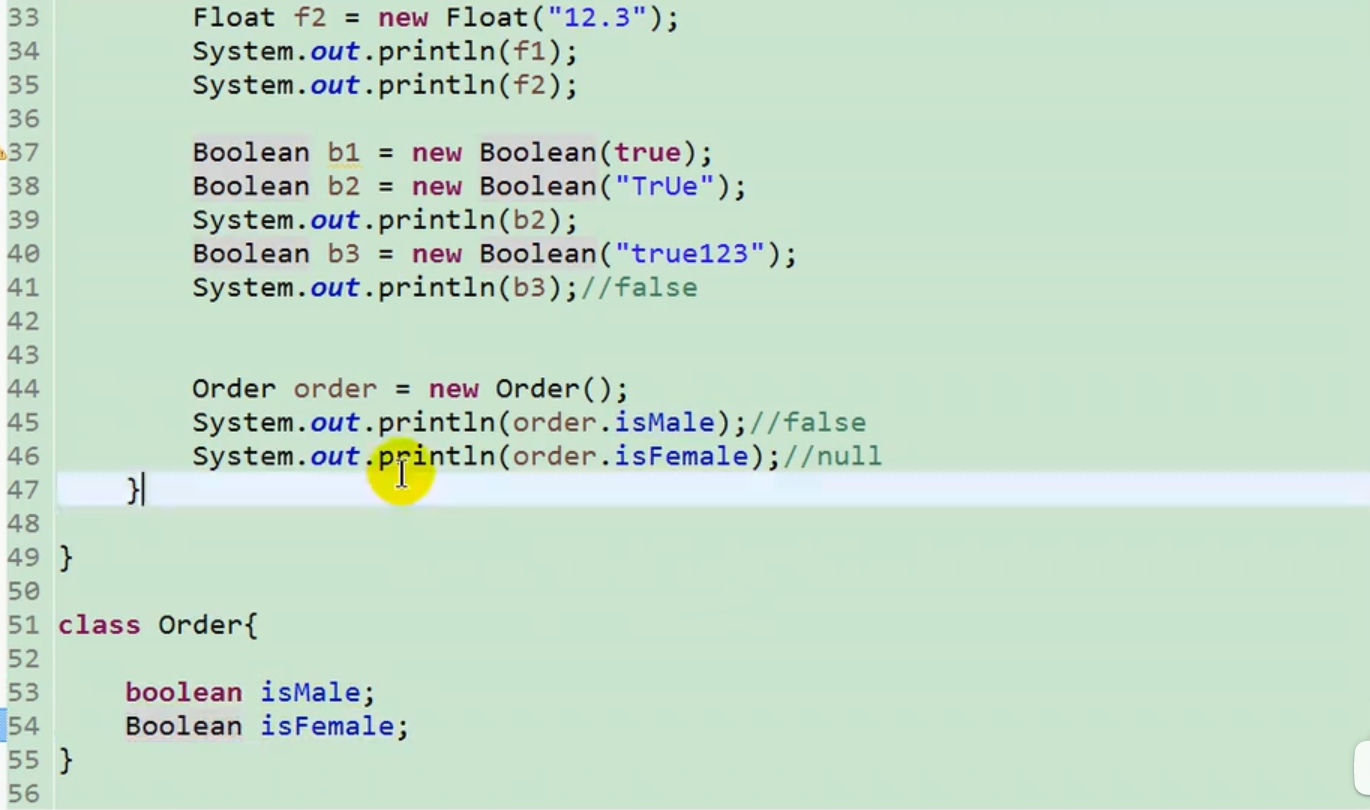 33 Float f2 = new Float("12.3");
34 System.out.println(f1);
35 System.out.println(f2);
36
37 Boolean b1 = new Boolean(true);
38 Boolean b2 = new Boolean("TrUe");
39 System.out.println(b2);
40 Boolean b3 = new Boolean("true123");
41 System.out.println(b3);//false
42
43
44 Order order = new Order();
45 System.out.println(order.isMale);//false
46 System.out.println(order.isFemale);//null
47 }
48
49 }
50
51 class Order{
52
53 boolean isMale;
54 Boolean isFemale;
55 }
56